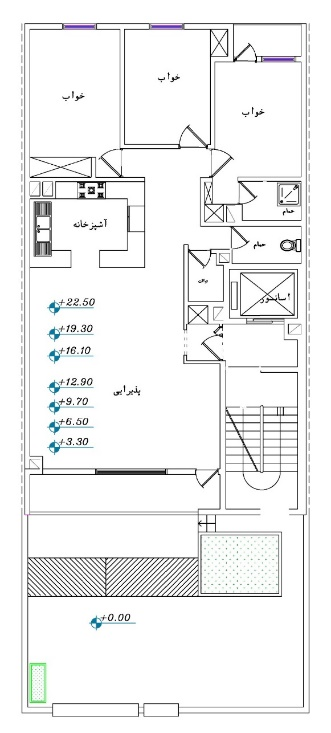 خواب
خواب
خواب
حمام
آشپزخانه
حمام
آسانسور
+22.50
+19.30
+16.10
+12.90
پذیرایی
+9.70
+6.50
+3.30
+0.00